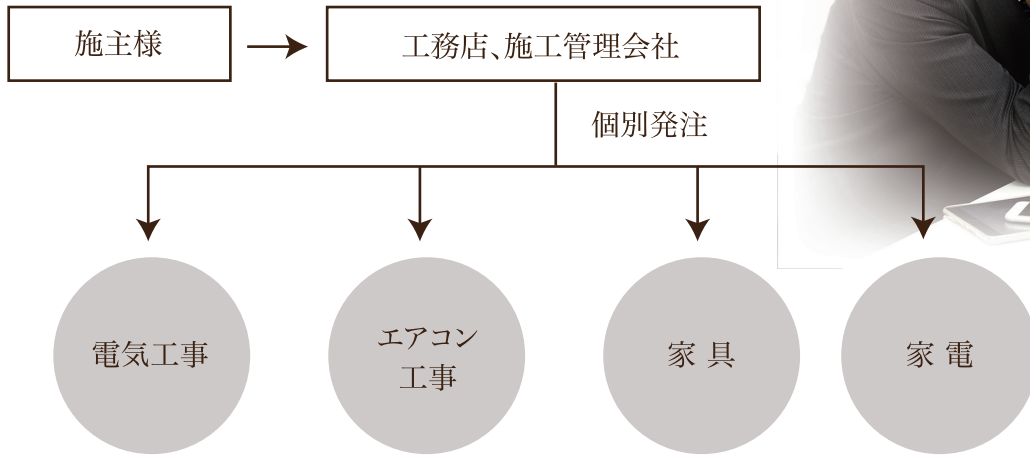 施主様
工務店、施工管理会社
個別発注
電気工事
エアコン
工事
家 具
家 電